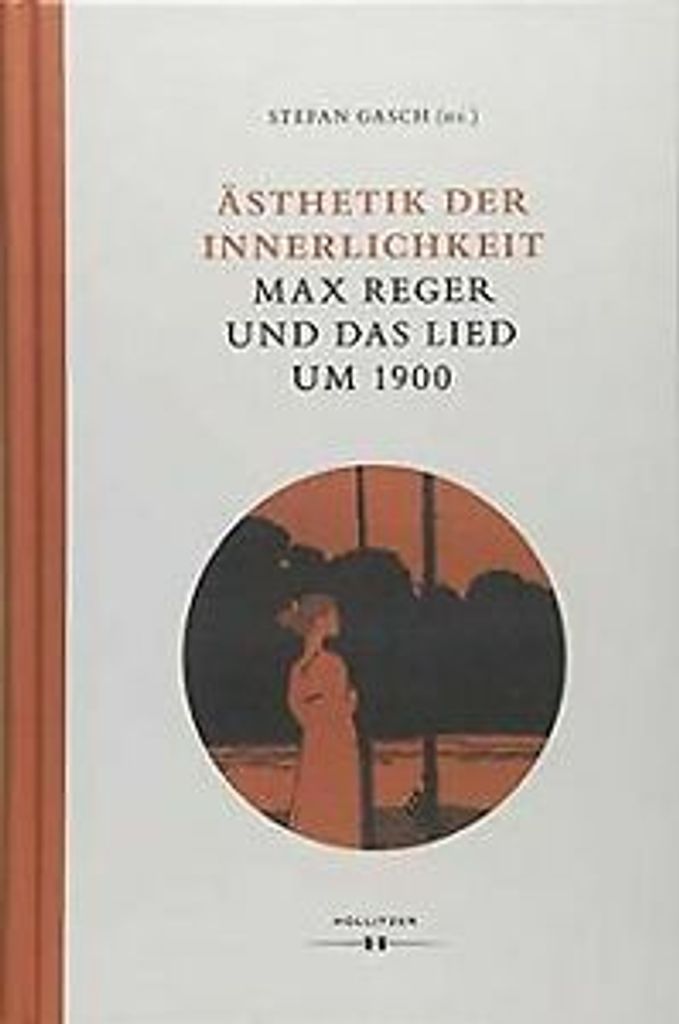 STEFAN GASCH (HG.)
ÄSTHETIK DER
INNERLICHKEIT
MAX REGER
UND DAS LIED
UM 1900
HOLLITZER